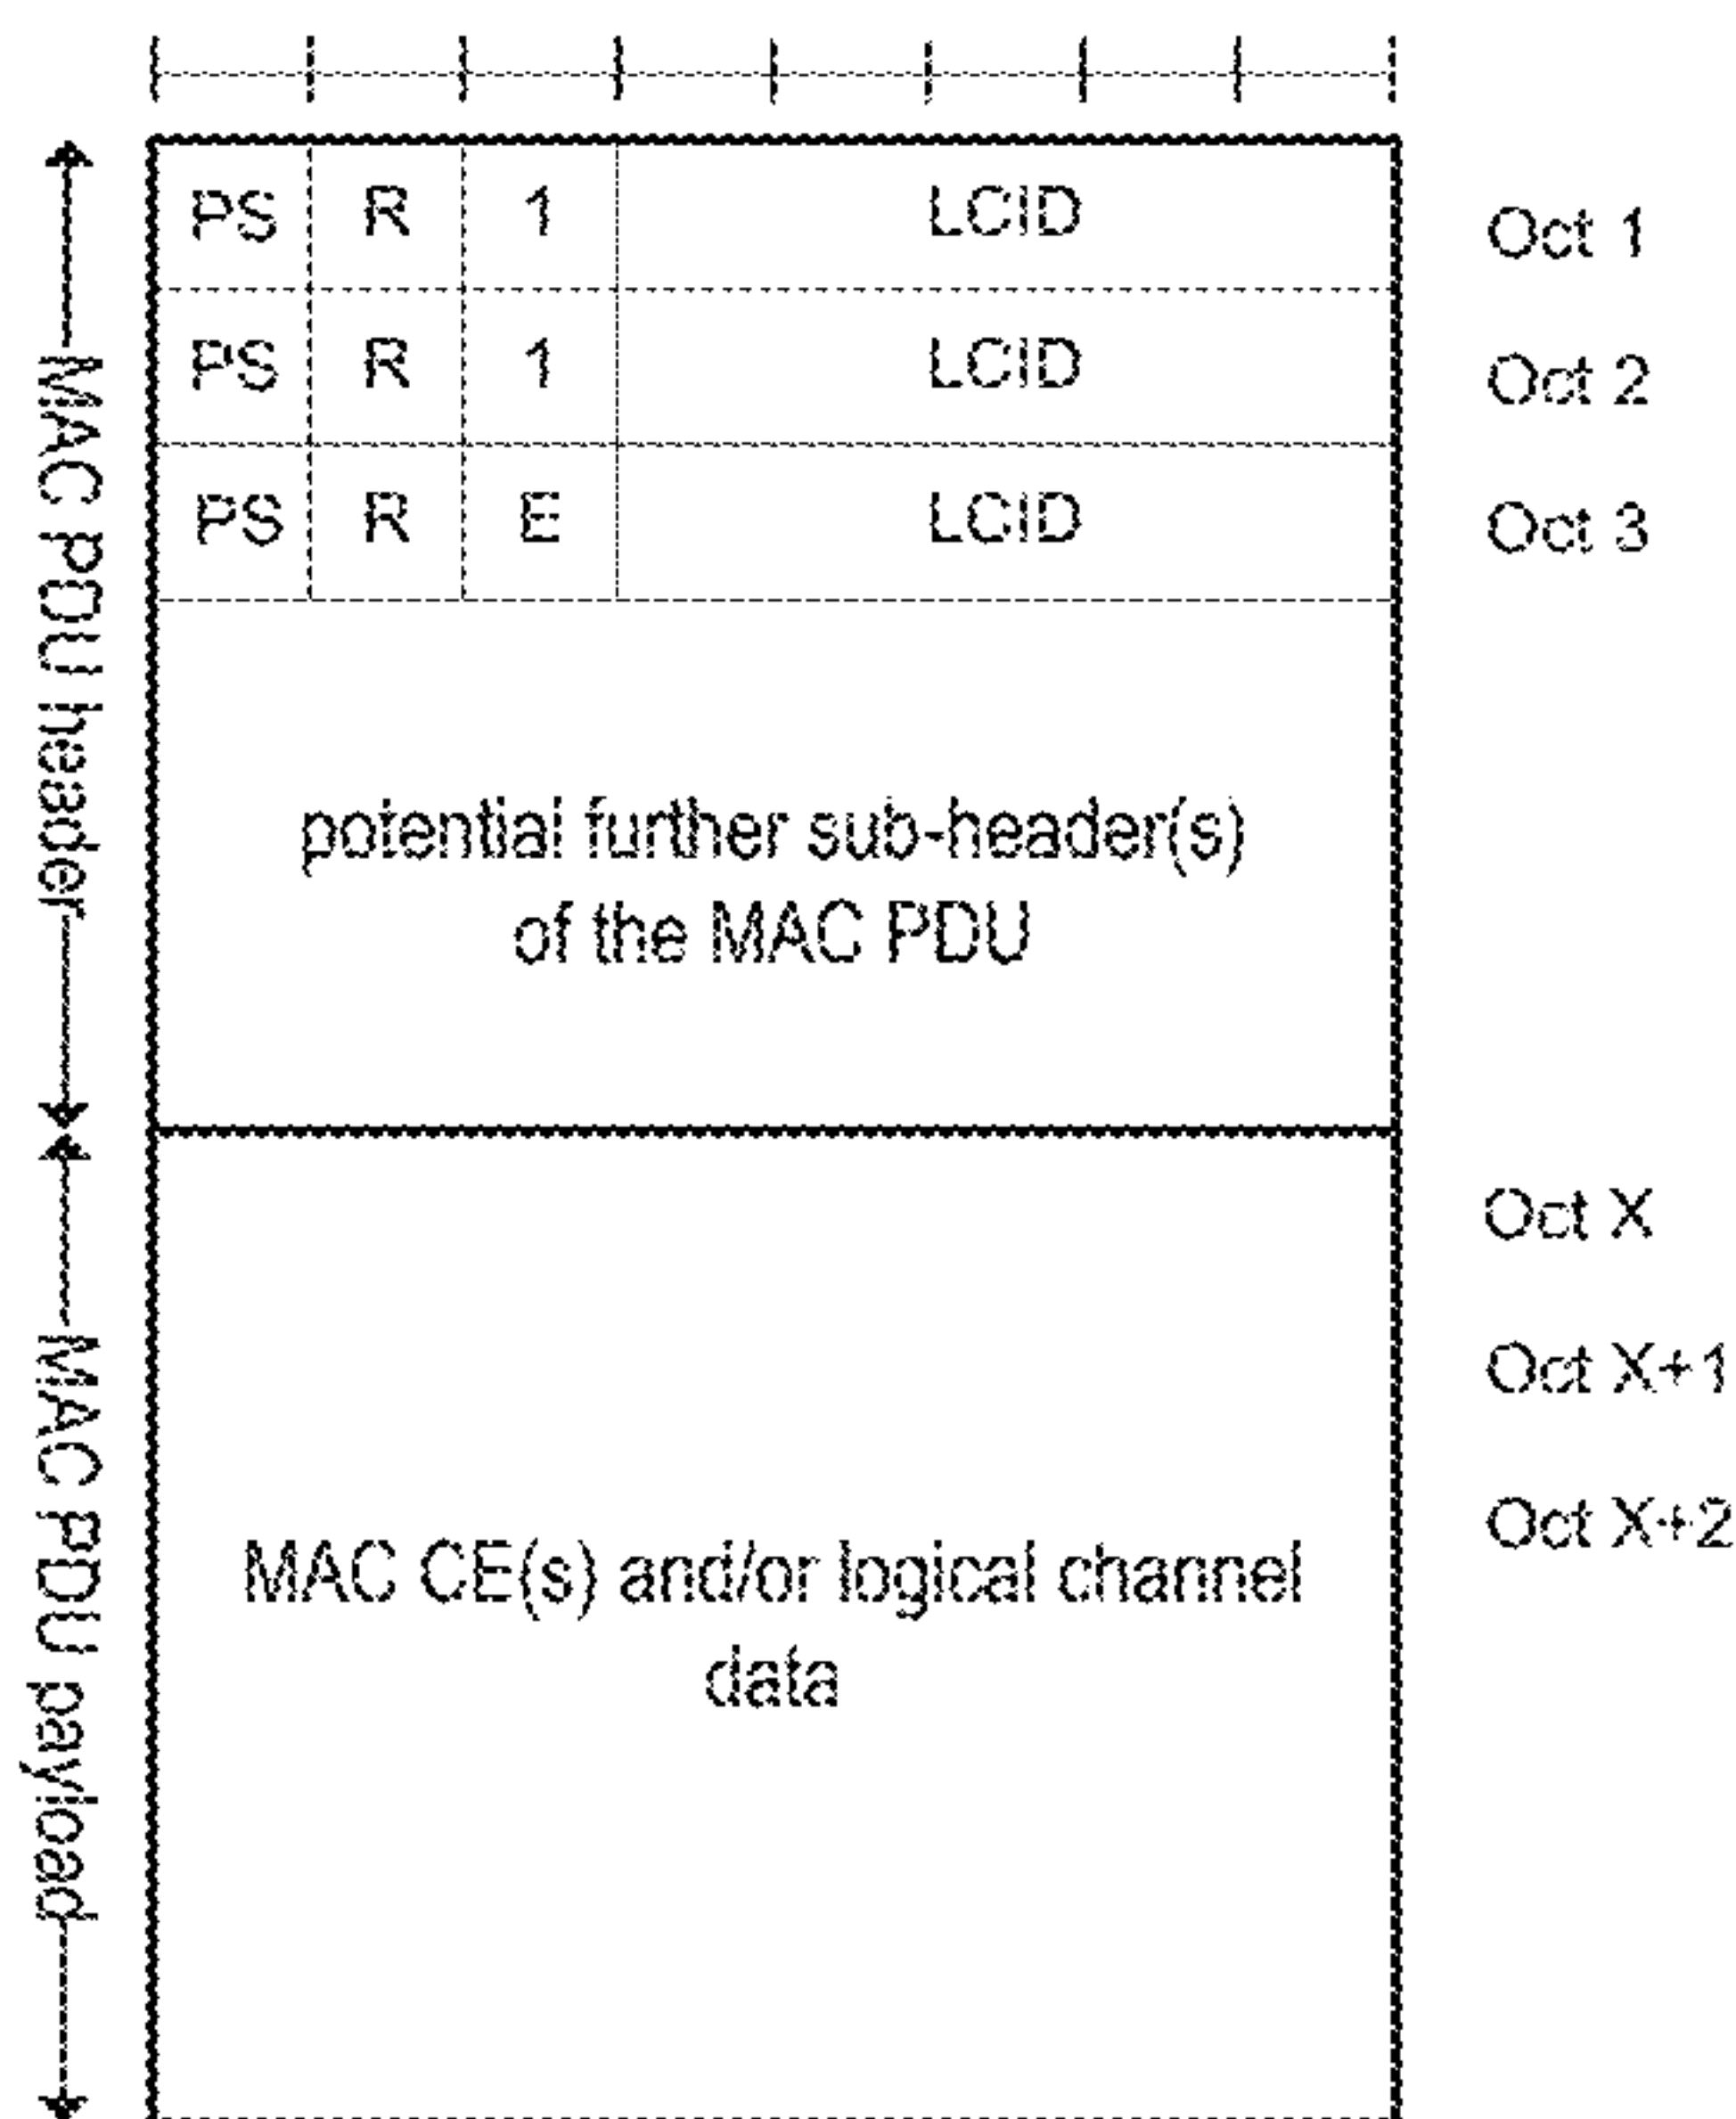 PS R 1 LCID Oct 1
PS R 1 LCID Oct 2
PS R E LCID Oct 3
MAC PDU header
potential further sub-header(s)
of the MAC PDU
Oct X
Oct X+1
Oct X+2
MAC PDU payload
MAC CE(s) and/or logical channel
data